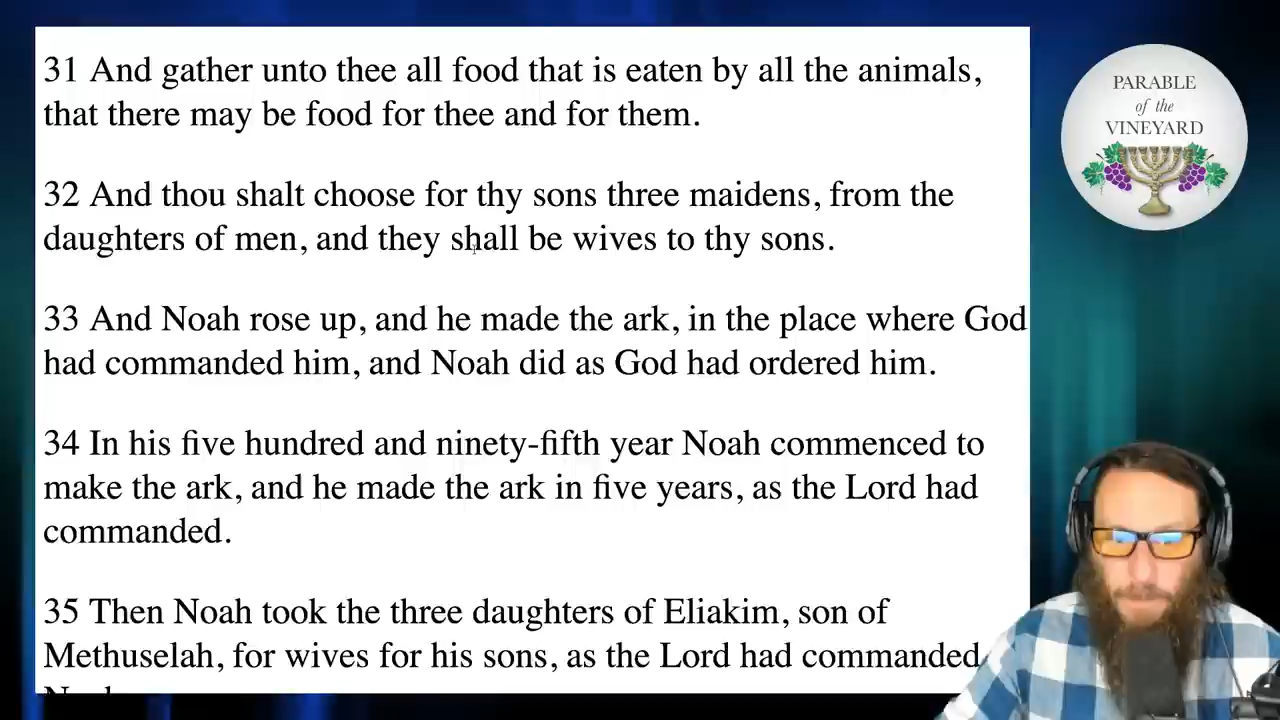 31 And gather unto thee all food that is eaten by all the animals,
that there may be food for thee and for them.
32 And thou shalt choose for thy sons three maidens, from the
daughters of men, and they shall be wives to thy sons.
33 And Noah rose up, and he made the ark, in the place where God
had commanded him, and Noah did as God had ordered him.
34 In his five hundred and ninety-fifth year Noah commenced to
make the ark, and he made the ark in five years, as the Lord had
commanded.
35 Then Noah took the three daughters of Eliakim, son of
Methuselah, for wives for his sons, as the Lord had commanded
PARABLE
of the
VINEYARD